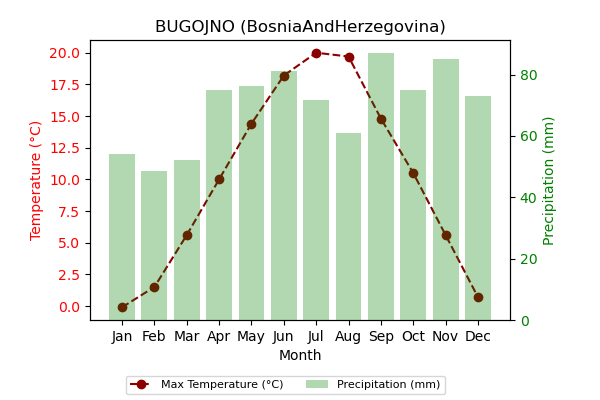 BUGOJNO (BosniaAndHerzegovina)
Temperature (°C)
20.0
17.5
15.0
12.5
10.0
7.5
5.0
2.5
0.0
80
60
40
20
0
Precipitation (mm)
Jan Feb Mar Apr May Jun Jul Aug Sep Oct Nov Dec
Month
Max Temperature (°C) Precipitation (mm)